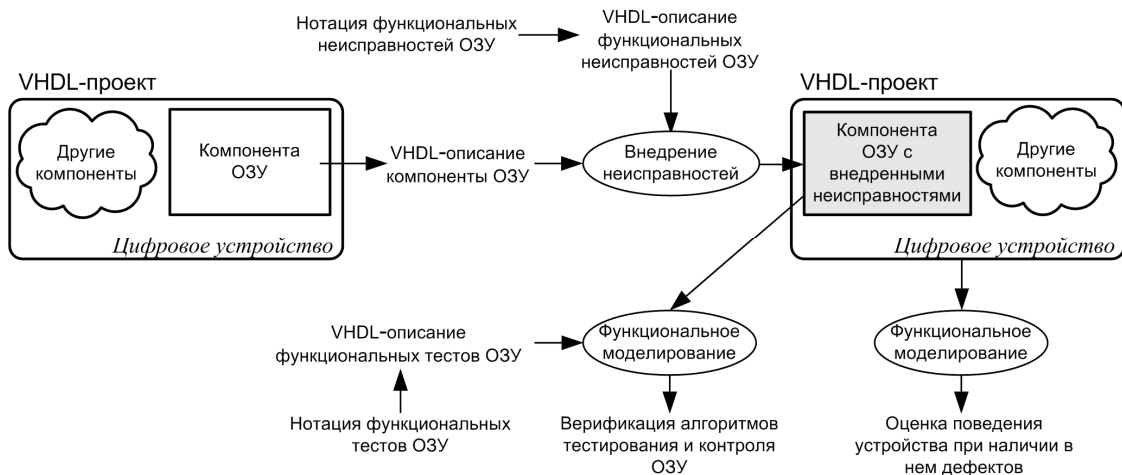 Нотация функциональных
неисправностей ОЗУ
VHDL-описание
функциональных
неисправностей ОЗУ
VHDL-проект
Другие
компоненты
Компонента
ОЗУ
Цифровое устройство
VHDL-описание
компоненты ОЗУ
Внедрение
неисправностей
VHDL-проект
Компонента
ОЗУ с
внедренными
неисправностями
Другие
компоненты
Цифровое устройство
VHDL-описание
функциональных тестов ОЗУ
Функциональное
моделирование
Функциональное
моделирование
Нотация функциональных
тестов ОЗУ
Верификация алгоритмов
тестирования и контроля
ОЗУ
Оценка поведения
устройства при наличии в
нем дефектов